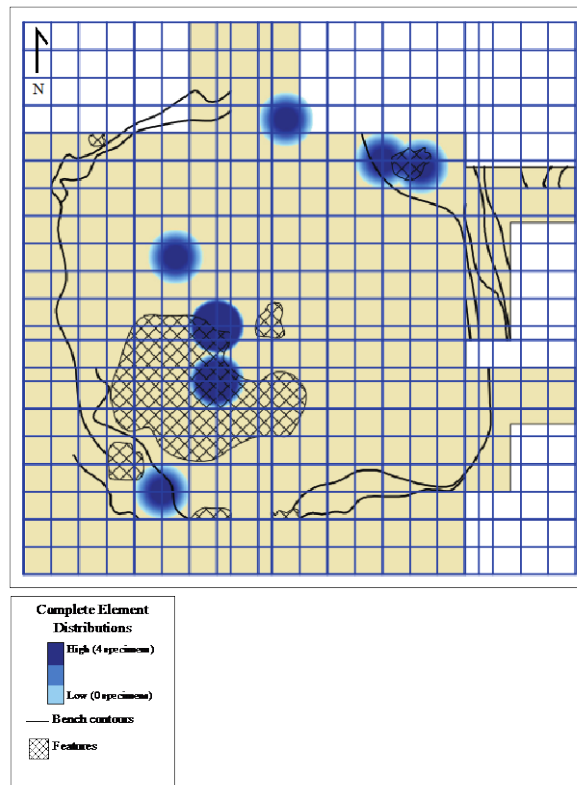 N
Complete Element
Distributions
High (4 specimens)
Low (0 specimens)
Bench contours
Features